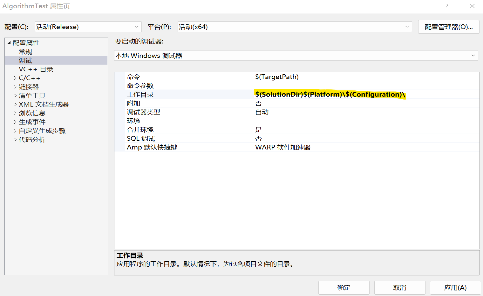 AlgorithmTest 属性页
配置(C): 活动(Release) 平台(P): 活动(x64) 配置管理器(O)...
配置属性
常规
调试
VC++ 目录
C/C++
链接器
清单工具
XML 文档生成器
浏览信息
生成事件
自定义生成步骤
代码分析
要启动的调试器:
本地 Windows 调试器
命令 $(TargetPath)
命令参数
工作目录 $(SolutionDir)$(Platform)\$(Configuration)\
附加 否
调试器类型 自动
环境
合并环境 是
SQL 调试 否
Amp 默认快捷键 WARP 软件加速器
工作目录
应用程序的工作目录。默认情况下，为包含项目文件的目录。
确定 取消 应用(A)